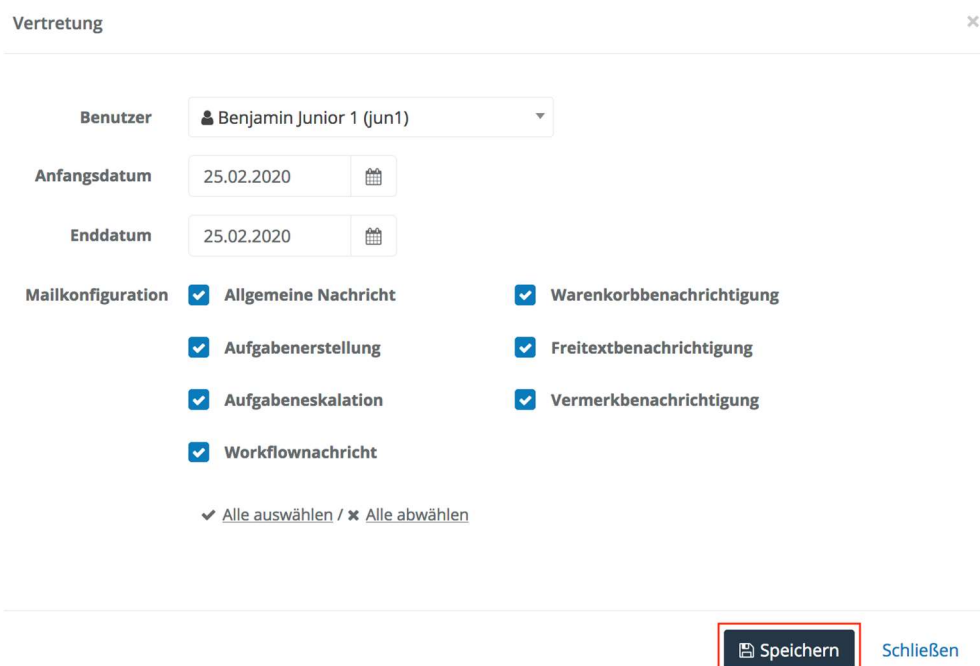 Vertretung
Benutzer Benjamin Junior 1 (jun1)
Anfangsdatum 25.02.2020
Enddatum 25.02.2020
Mailkonfiguration Allgemeine Nachricht Warenkorbbenachrichtigung
Aufgabenerstellung Freitextbenachrichtigung
Aufgabeneskalation Vermerkbenachrichtigung
Workflownachricht
Alle auswählen / Alle abwählen
Speichern Schließen